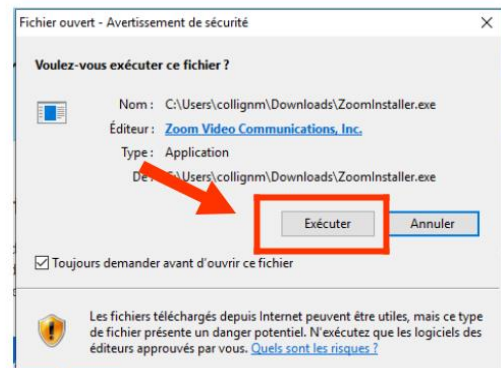 Fichier ouvert - Avertissement de sécurité
Voulez-vous exécuter ce fichier ?
Nom : C:\Users\collignm\Downloads\ZoomInstaller.exe
Éditeur : Zoom Video Communications, Inc.
Type : Application
De : C:\Users\collignm\Downloads\ZoomInstaller.exe
Exécuter Annuler
Toujours demander avant d'ouvrir ce fichier
Les fichiers téléchargés depuis Internet peuvent être utiles, mais ce type
de fichier présente un danger potentiel. N'exécutez que les logiciels des
éditeurs approuvés par vous. Quels sont les risques ?